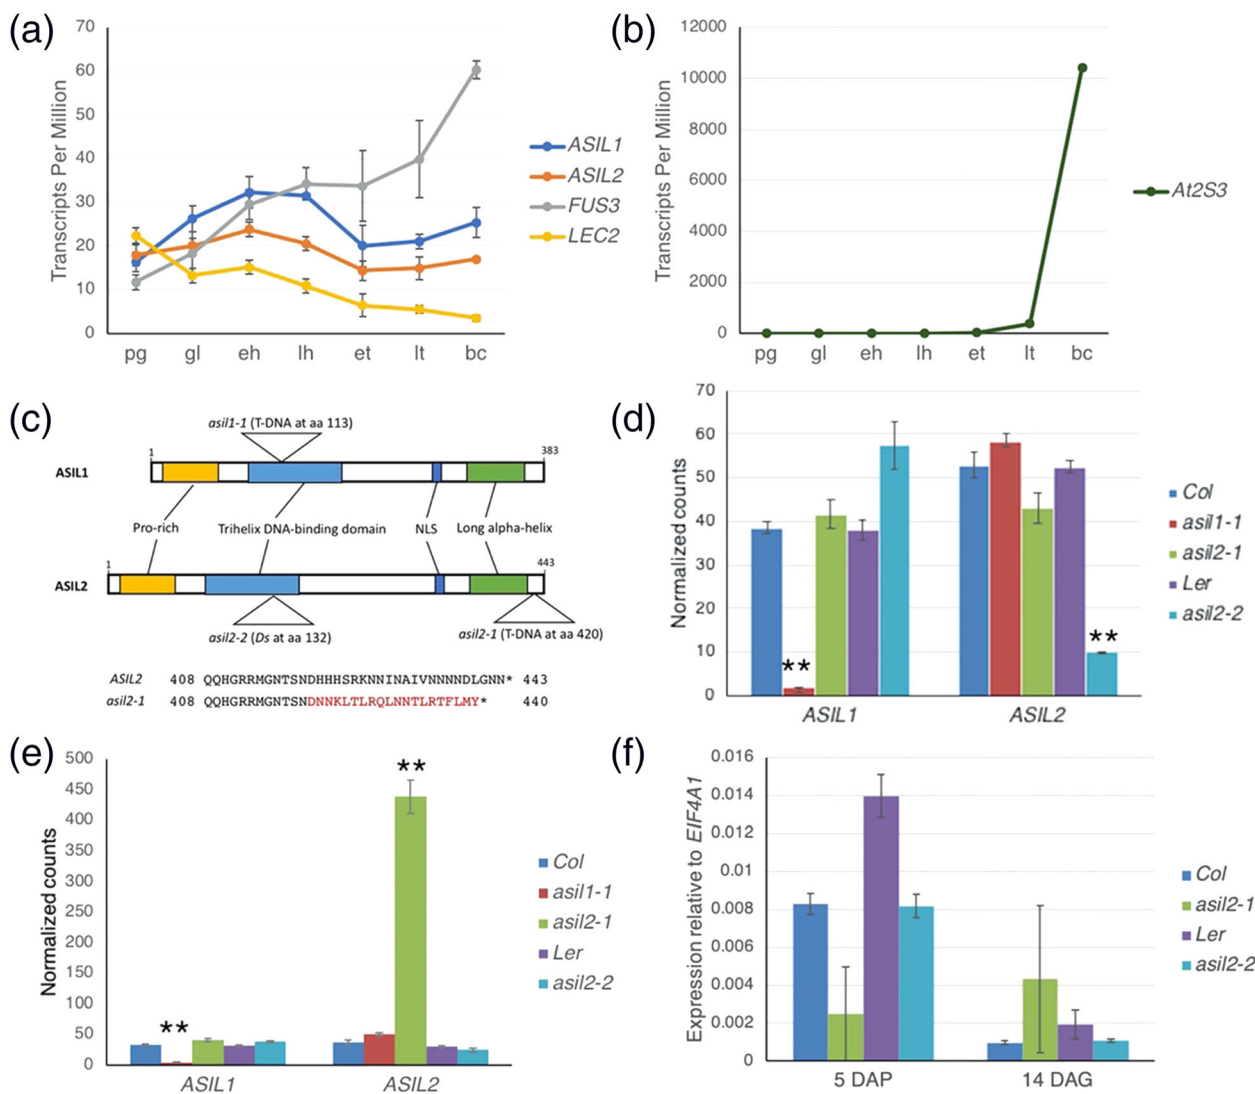 (a)
70
60
50
40
30
20
10
0
Transcripts Per Million
pg gl eh lh et lt bc
ASIL1
ASIL2
FUS3
LEC2
(b)
12000
10000
8000
6000
4000
2000
0
Transcripts Per Million
pg gl eh lh et lt bc
At2S3
(c)
asil1-1 (T-DNA at aa 113)
1 383
ASIL1
Pro-rich Trihelix DNA-binding domain NLS Long alpha-helix
1 443
ASIL2
asil2-2 (Ds at aa 132) asil2-1 (T-DNA at aa 420)
ASIL2 408 QQHGRRMGNTSNDHHHSRKNNINAIVNNNNDLGNN* 443
asil2-1 408 QQHGRRMGNTSNDNNKLTLRQLNNTLRTFLMY* 440
(d)
70
60
50
40
30
20
10
0
Normalized counts
**
**
ASIL1 ASIL2
Col
asil1-1
asil2-1
Ler
asil2-2
(e)
500
450
400
350
300
250
200
150
100
50
0
Normalized counts
**
**
ASIL1 ASIL2
Col
asil1-1
asil2-1
Ler
asil2-2
(f)
0.016
0.014
0.012
0.01
0.008
0.006
0.004
0.002
0
Expression relative to EIF4A1
5 DAP 14 DAG
Col
asil2-1
Ler
asil2-2